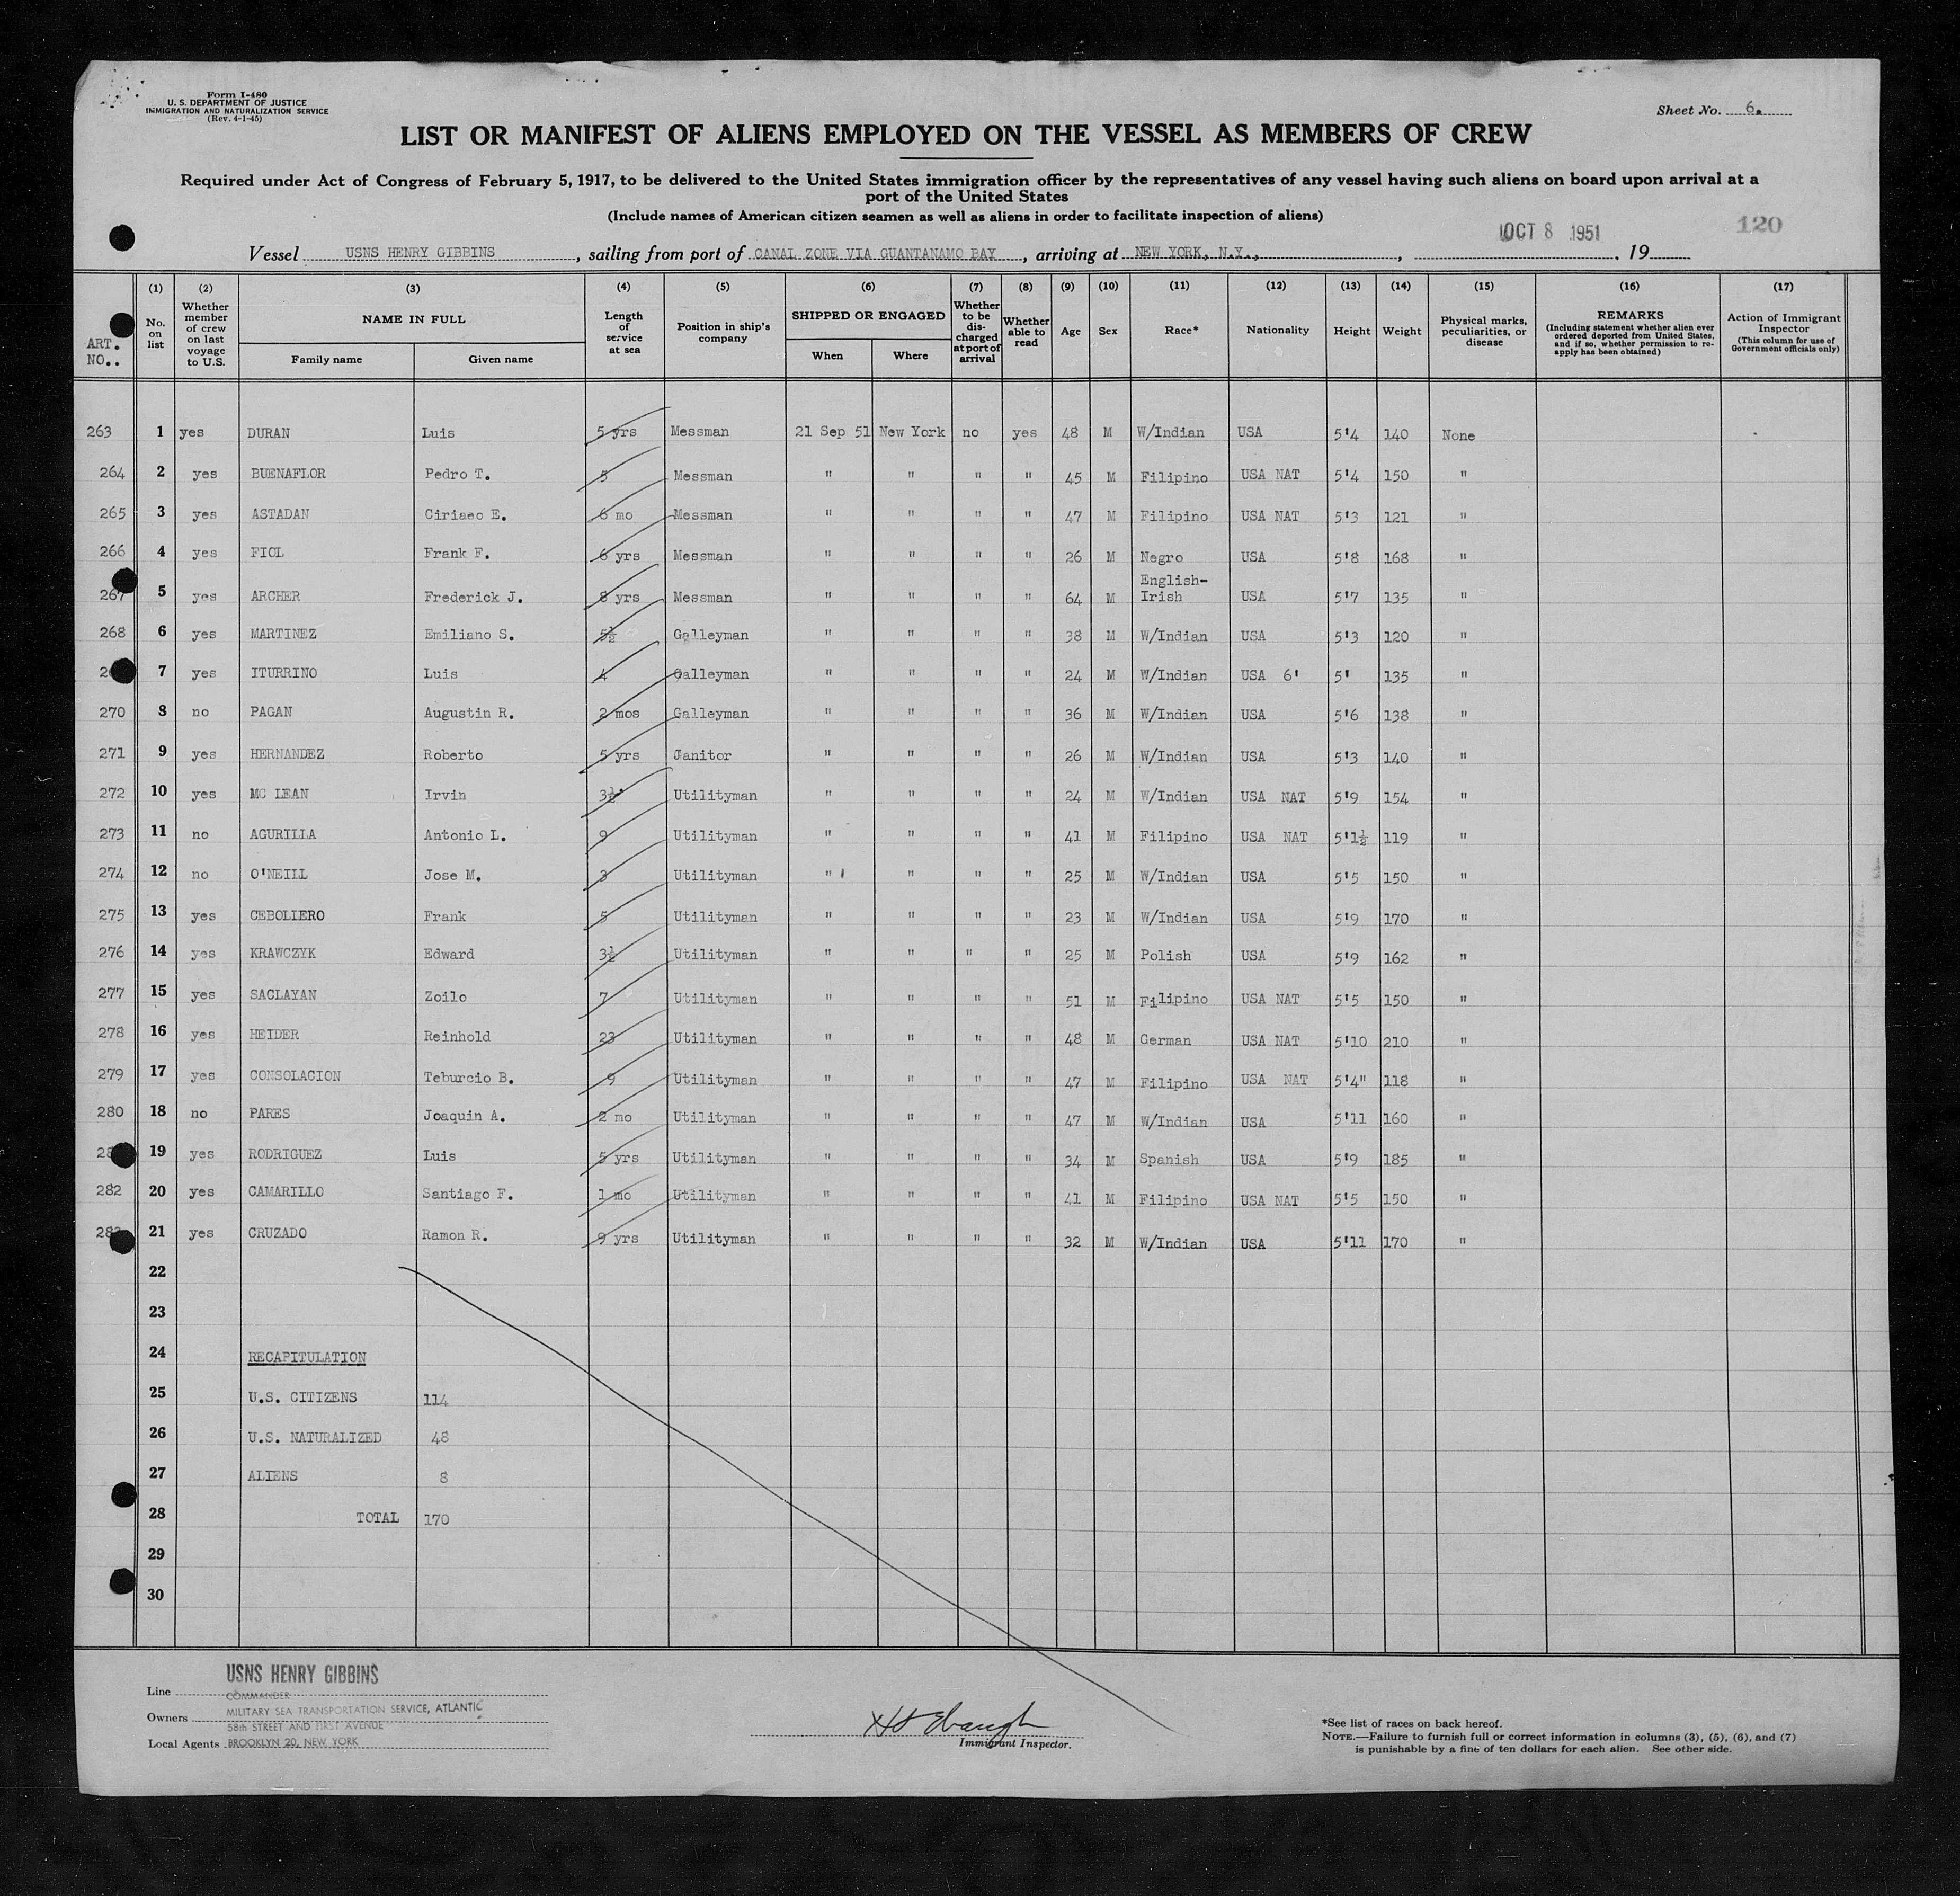 Form I-480
U. S. DEPARTMENT OF JUSTICE
IMMIGRATION AND NATURALIZATION SERVICE
(Rev. 4-1-45)
Sheet No. 6.
LIST OR MANIFEST OF ALIENS EMPLOYED ON THE VESSEL AS MEMBERS OF CREW
Required under Act of Congress of February 5, 1917, to be delivered to the United States immigration officer by the representatives of any vessel having such aliens on board upon arrival at a
port of the United States
(Include names of American citizen seamen as well as aliens in order to facilitate inspection of aliens)
OCT 8 1951
120
Vessel USNS HENRY GIBBINS, sailing from port of CANAL ZONE VIA GUANTANAMO BAY, arriving at NEW YORK, N.Y., , . 19
ART. NO.. (1) No. on list (2) Whether member of crew on last voyage to U.S. (3) NAME IN FULL Family name Given name (4) Length of service at sea (5) Position in ship's company (6) SHIPPED OR ENGAGED When Where (7) Whether to be discharged at port of arrival (8) Whether able to read (9) Age (10) Sex (11) Race* (12) Nationality (13) Height (14) Weight (15) Physical marks, peculiarities, or disease (16) REMARKS (Including statement whether alien ever ordered deported from United States, and if so, whether permission to re-apply has been obtained) (17) Action of Immigrant Inspector (This column for use of Government officials only)
263 1 yes DURAN Luis 5 yrs Messman 21 Sep 51 New York no yes 48 M W/Indian USA 5'4 140 None
264 2 yes BUENAFLOR Pedro T. 5 Messman " " " " 45 M Filipino USA NAT 5'4 150 "
265 3 yes ASTADAN Ciriaco E. 6 mo Messman " " " " 47 M Filipino USA NAT 5'3 121 "
266 4 yes FIOL Frank F. 6 yrs Messman " " " " 26 M Negro USA 5'8 168 "
267 5 yes ARCHER Frederick J. 8 yrs Messman " " " " 64 M English-Irish USA 5'7 135 "
268 6 yes MARTINEZ Emiliano S. 5½ Galleyman " " " " 38 M W/Indian USA 5'3 120 "
7 yes ITURRINO Luis 4 Galleyman " " " " 24 M W/Indian USA 6' 5' 135 "
270 8 no PAGAN Augustin R. 2 mos Galleyman " " " " 36 M W/Indian USA 5'6 138 "
271 9 yes HERNANDEZ Roberto 5 yrs Janitor " " " " 26 M W/Indian USA 5'3 140 "
272 10 yes MC LEAN Irvin 3½ Utilityman " " " " 24 M W/Indian USA NAT 5'9 154 "
273 11 no AGURILLA Antonio L. 9 Utilityman " " " " 41 M Filipino USA NAT 5'1½ 119 "
274 12 no O'NEILL Jose M. 3 Utilityman " " " " 25 M W/Indian USA 5'5 150 "
275 13 yes CEBOLIERO Frank 5 Utilityman " " " " 23 M W/Indian USA 5'9 170 "
276 14 yes KRAWCZYK Edward 3½ Utilityman " " " " 25 M Polish USA 5'9 162 "
277 15 yes SACLAYAN Zoilo 7 Utilityman " " " " 51 M Filipino USA NAT 5'5 150 "
278 16 yes HEIDER Reinhold 23 Utilityman " " " " 48 M German USA NAT 5'10 210 "
279 17 yes CONSOLACION Teburcio B. 9 Utilityman " " " " 47 M Filipino USA NAT 5'4" 118 "
280 18 no PARES Joaquin A. 2 mo Utilityman " " " " 47 M W/Indian USA 5'11 160 "
19 yes RODRIGUEZ Luis 5 yrs Utilityman " " " " 34 M Spanish USA 5'9 185 "
282 20 yes CAMARILLO Santiago F. 1 mo Utilityman " " " " 41 M Filipino USA NAT 5'5 150 "
21 yes CRUZADO Ramon R. 9 yrs Utilityman " " " " 32 M W/Indian USA 5'11 170 "
22
23
24 RECAPITULATION
25 U.S. CITIZENS 114
26 U.S. NATURALIZED 48
27 ALIENS 8
28 TOTAL 170
29
30
Line USNS HENRY GIBBINS
COMMANDER
Owners MILITARY SEA TRANSPORTATION SERVICE, ATLANTIC
58th STREET AND FIRST AVENUE
Local Agents BROOKLYN 20, NEW YORK
Immigrant Inspector.
*See list of races on back hereof.
NOTE.—Failure to furnish full or correct information in columns (3), (5), (6), and (7)
is punishable by a fine of ten dollars for each alien. See other side.